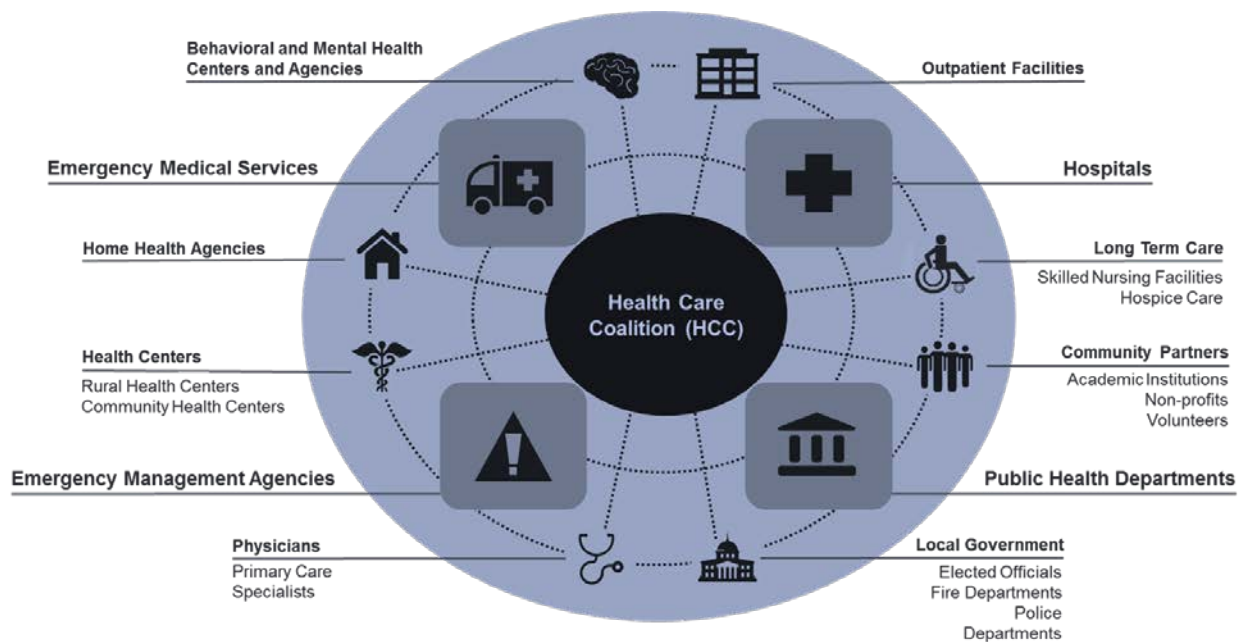 Behavioral and Mental Health
Centers and Agencies
Outpatient Facilities
Emergency Medical Services
Hospitals
Home Health Agencies
Long Term Care
Skilled Nursing Facilities
Hospice Care
Health Care
Coalition (HCC)
Health Centers
Rural Health Centers
Community Health Centers
Community Partners
Academic Institutions
Non-profits
Volunteers
Emergency Management Agencies
Public Health Departments
Physicians
Primary Care
Specialists
Local Government
Elected Officials
Fire Departments
Police
Departments